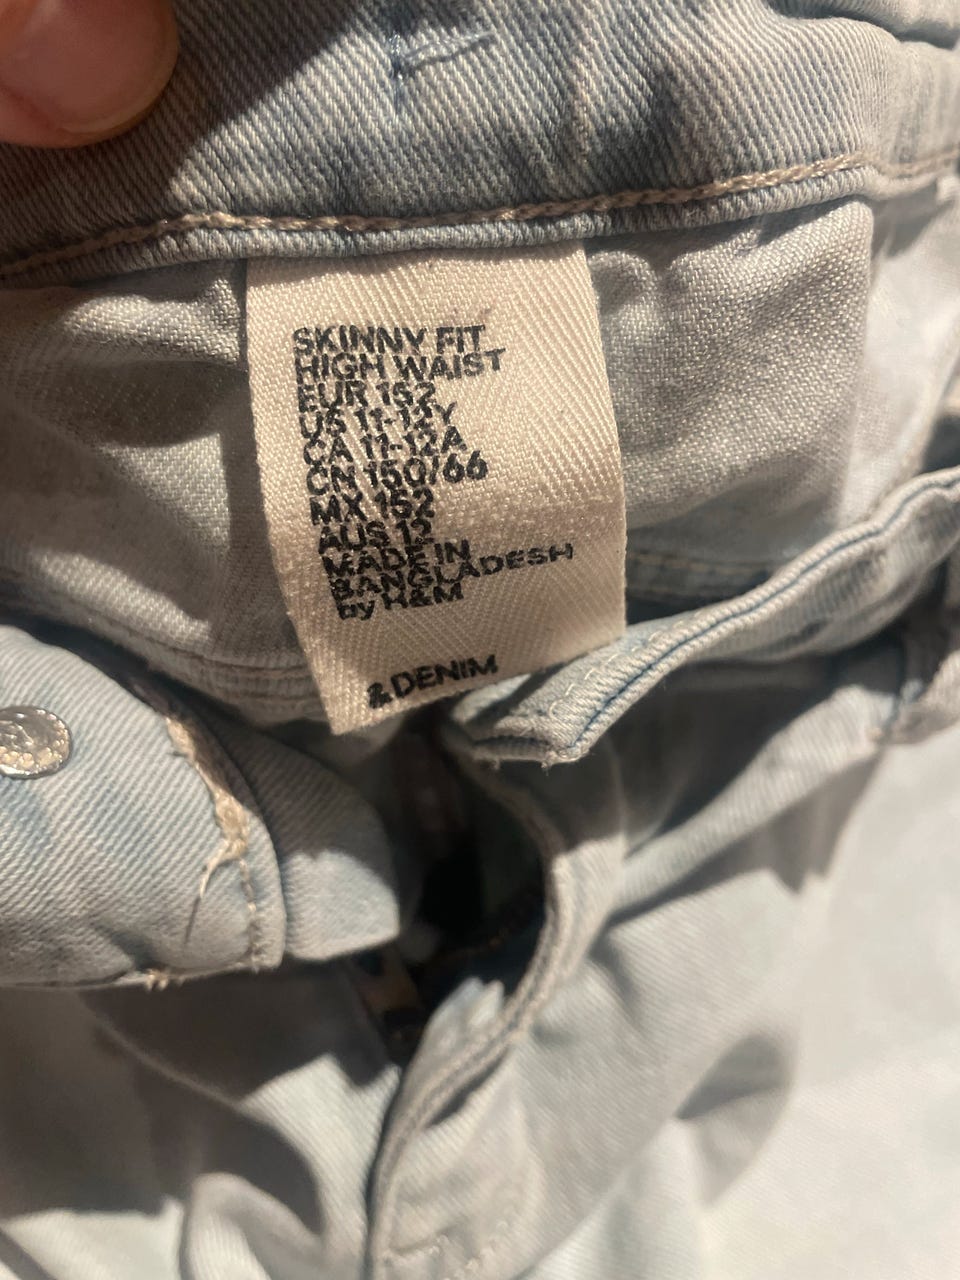 SKINNY FIT
HIGH WAIST
EUR 152
US 11-12Y
CA 11-12A
CN 150/66
MX 152
AUS 12
MADE IN
BANGLADESH
by H&M
&DENIM